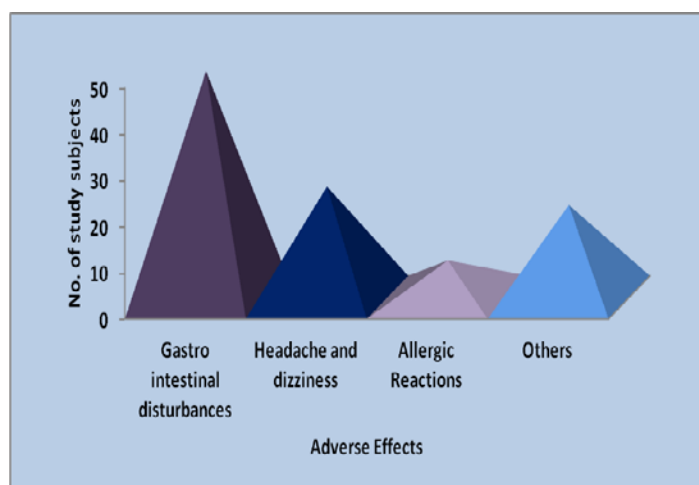 No. of study subjects
50
40
30
20
10
0
Gastro
intestinal
disturbances
Headache and
dizziness
Allergic
Reactions
Others
Adverse Effects